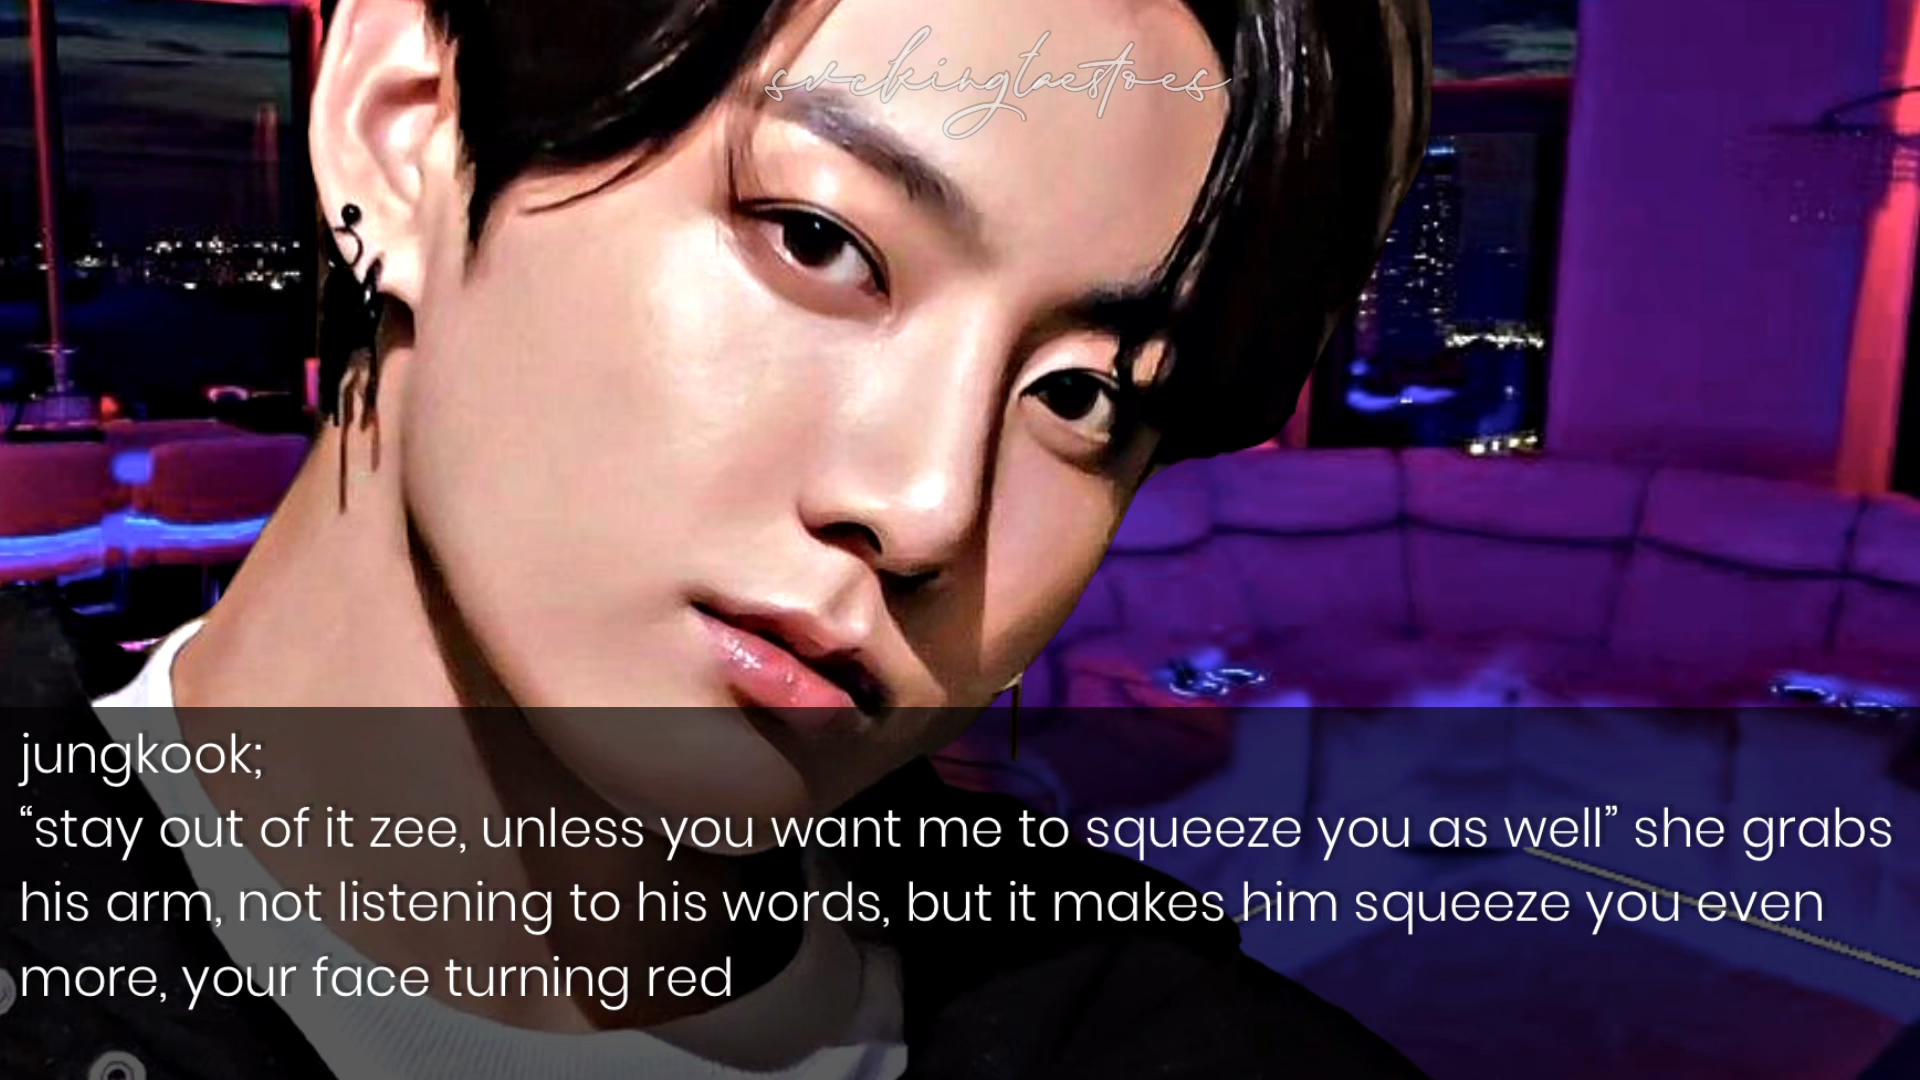 svckingtaestoes
jungkook;
“stay out of it zee, unless you want me to squeeze you as well” she grabs
his arm, not listening to his words, but it makes him squeeze you even
more, your face turning red